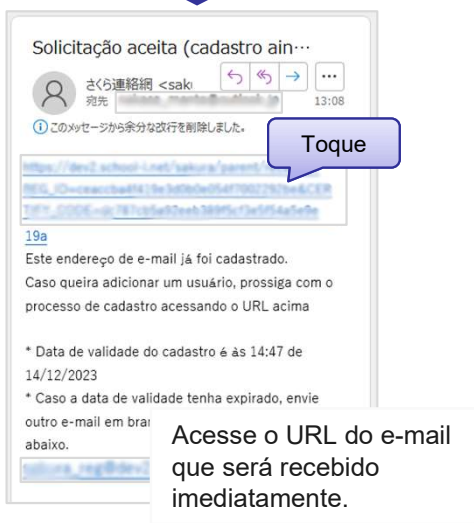 Solicitação aceita (cadastro ain…
さくら連絡網 <sak
宛先
13:08
このメッセージから余分な改行を削除しました。
Toque
19a
Este endereço de e-mail já foi cadastrado.
Caso queira adicionar um usuário, prossiga com o
processo de cadastro acessando o URL acima
* Data de validade do cadastro é às 14:47 de
14/12/2023
* Caso a data de validade tenha expirado, envie
outro e-mail em bra
abaixo.
Acesse o URL do e-mail
que será recebido
imediatamente.